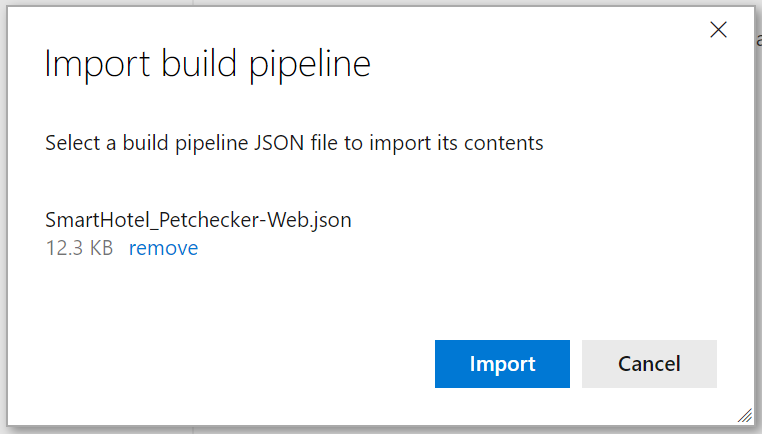 Import build pipeline
Select a build pipeline JSON file to import its contents
SmartHotel_Petchecker-Web.json
12.3 KB remove
Import Cancel